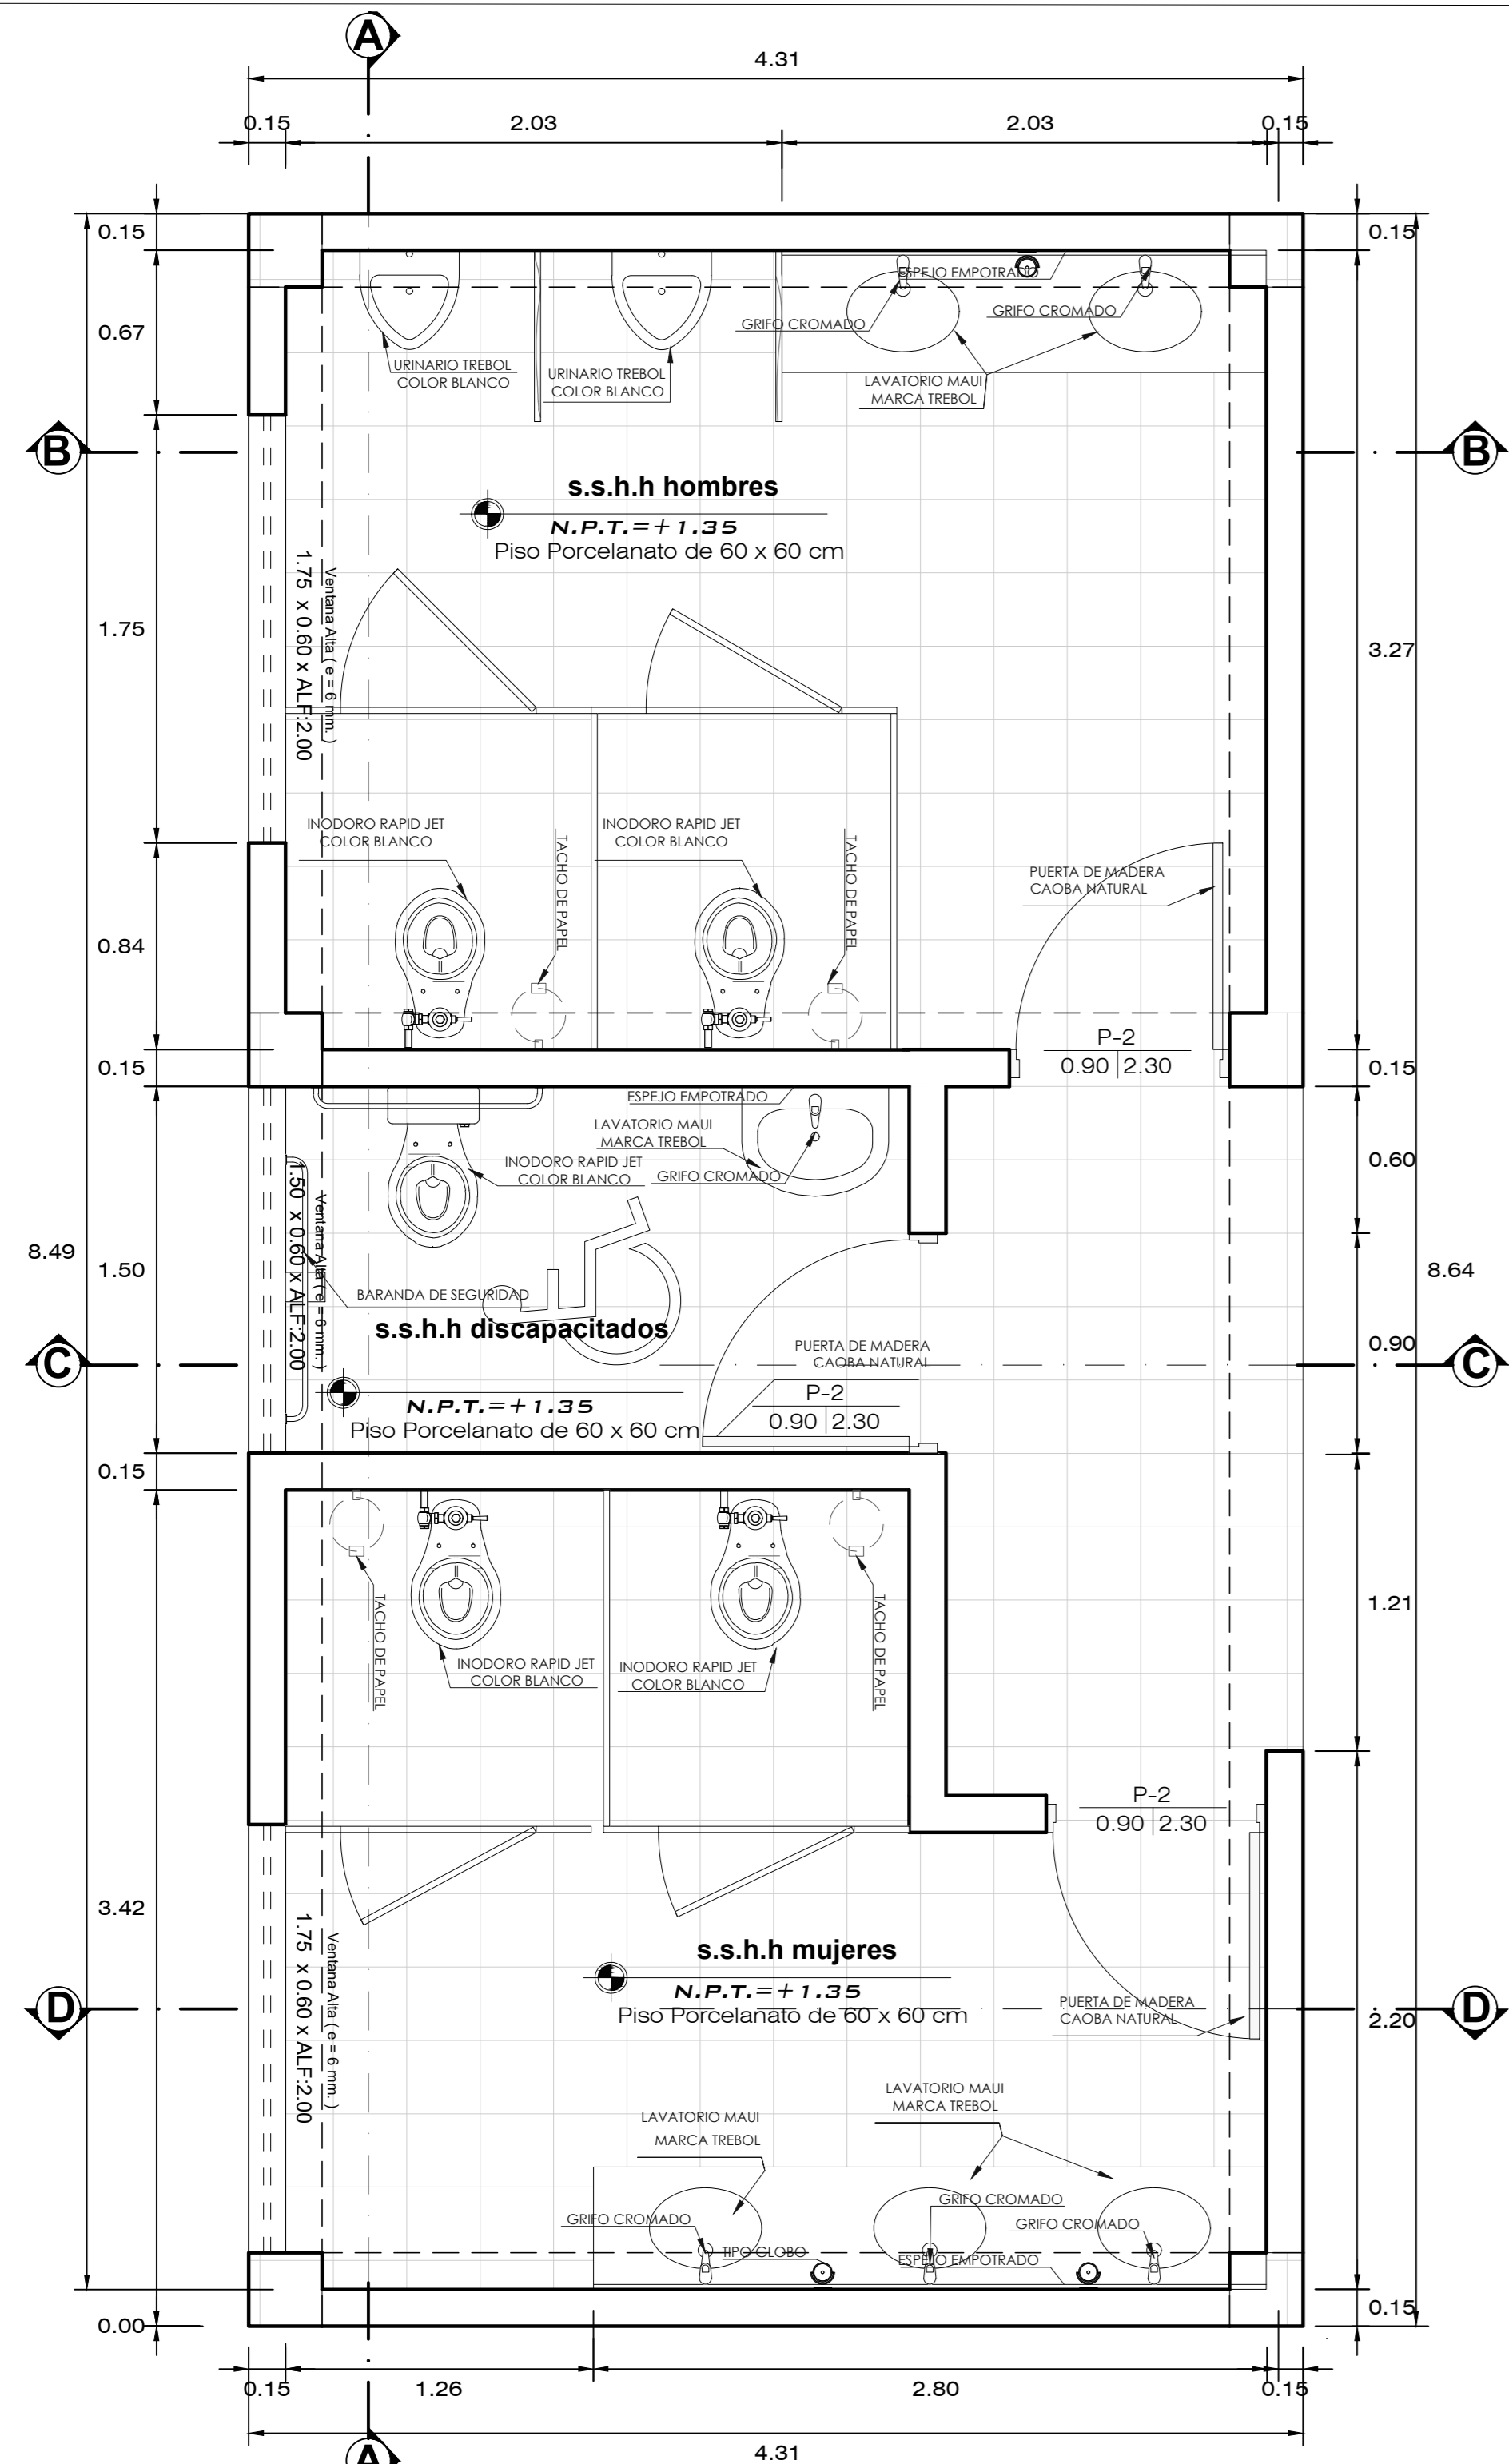 A
4.31
0.15
2.03
2.03
0.15
0.15
0.15
ESPEJO EMPOTRADO
GRIFO CROMADO
GRIFO CROMADO
0.67
URINARIO TREBOL
COLOR BLANCO
URINARIO TREBOL
COLOR BLANCO
LAVATORIO MAUI
MARCA TREBOL
B
B
s.s.h.h hombres
N.P.T.=+1.35
Piso Porcelanato de 60 x 60 cm
Ventana Alta ( e = 6 mm. )
1.75 x 0.60 x ALF:2.00
1.75
3.27
INODORO RAPID JET
COLOR BLANCO
TACHO DE PAPEL
INODORO RAPID JET
COLOR BLANCO
TACHO DE PAPEL
PUERTA DE MADERA
CAOBA NATURAL
0.84
P-2
0.90 2.30
0.15
0.15
ESPEJO EMPOTRADO
LAVATORIO MAUI
MARCA TREBOL
INODORO RAPID JET
COLOR BLANCO
GRIFO CROMADO
0.60
Ventana Alta ( e = 6 mm. )
1.50 x 0.60 x ALF:2.00
8.49
1.50
8.64
BARANDA DE SEGURIDAD
s.s.h.h discapacitados
PUERTA DE MADERA
CAOBA NATURAL
0.90
C
C
N.P.T.=+1.35
Piso Porcelanato de 60 x 60 cm
P-2
0.90 2.30
0.15
TACHO DE PAPEL
TACHO DE PAPEL
1.21
INODORO RAPID JET
COLOR BLANCO
INODORO RAPID JET
COLOR BLANCO
P-2
0.90 2.30
3.42
Ventana Alta ( e = 6 mm. )
1.75 x 0.60 x ALF:2.00
s.s.h.h mujeres
N.P.T.=+1.35
Piso Porcelanato de 60 x 60 cm
PUERTA DE MADERA
CAOBA NATURAL
D
D
2.20
LAVATORIO MAUI
MARCA TREBOL
LAVATORIO MAUI
MARCA TREBOL
GRIFO CROMADO
GRIFO CROMADO
GRIFO CROMADO
TIPO GLOBO
ESPEJO EMPOTRADO
0.00
0.15
0.15
1.26
2.80
0.15
4.31
A